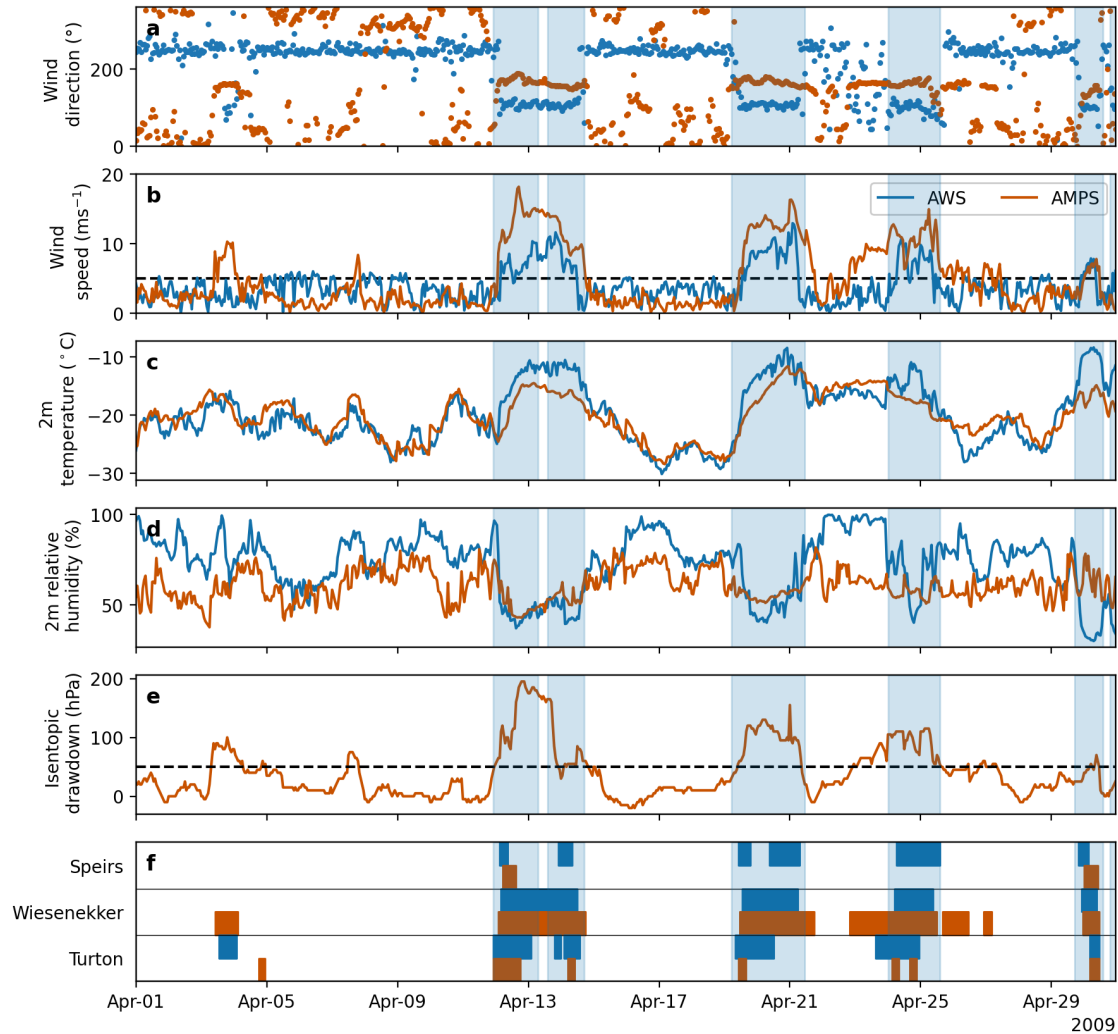 a
Wind
direction (°)
200
0
b
AWS
AMPS
Wind
speed (ms⁻¹)
20
10
0
c
2m
temperature (°C)
−10
−20
−30
d
2m relative
humidity (%)
100
50
e
Isentopic
drawdown (hPa)
200
100
0
f
Speirs
Wiesenekker
Turton
Apr-01 Apr-05 Apr-09 Apr-13 Apr-17 Apr-21 Apr-25 Apr-29
2009